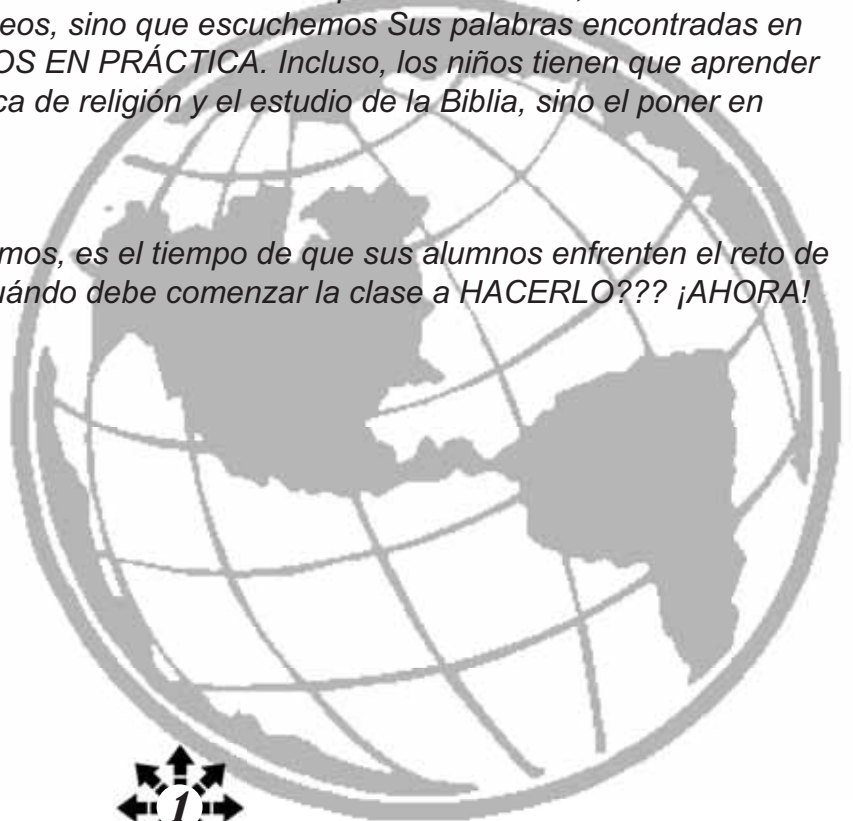 eos, sino que escuchemos Sus palabras encontradas en
OS EN PRÁCTICA. Incluso, los niños tienen que aprender
ca de religión y el estudio de la Biblia, sino el poner en
mos, es el tiempo de que sus alumnos enfrenten el reto de
uándo debe comenzar la clase a HACERLO??? ¡AHORA!
1